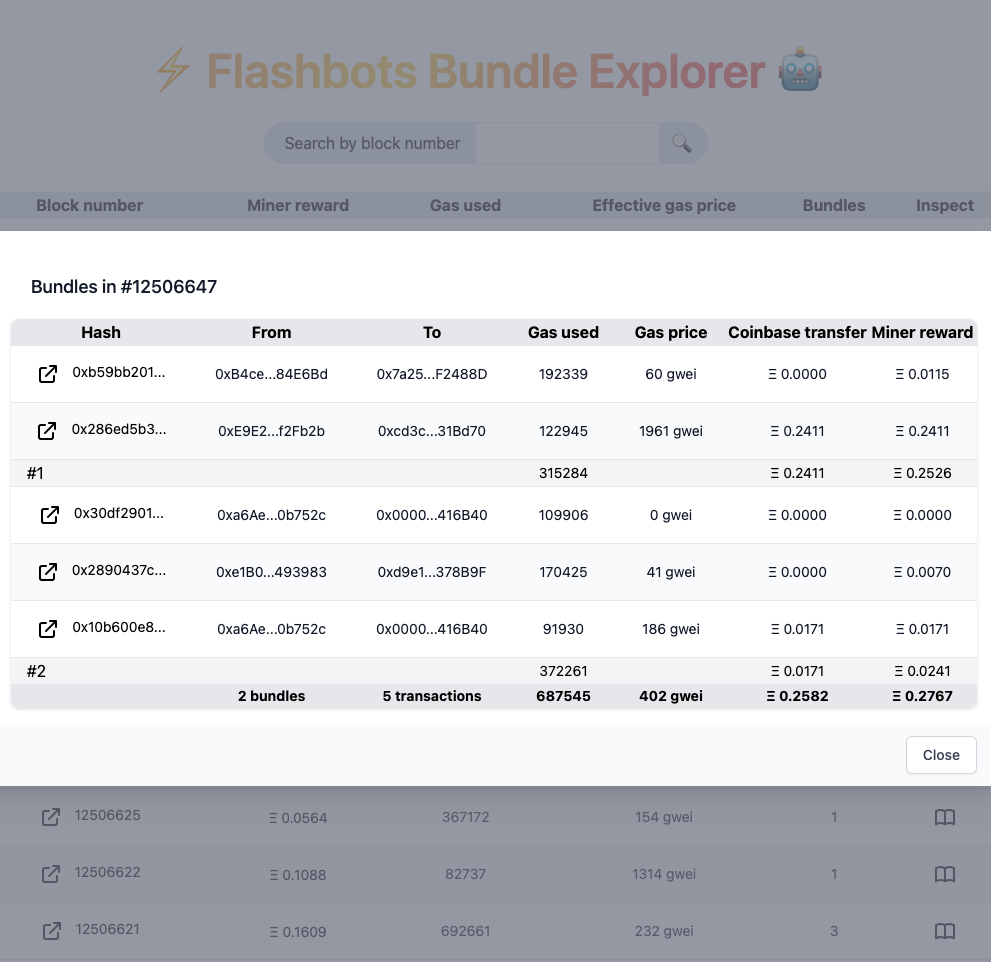 ⚡ Flashbots Bundle Explorer 🤖
Search by block number 🔍
Block number Miner reward Gas used Effective gas price Bundles Inspect
Bundles in #12506647
Hash From To Gas used Gas price Coinbase transfer Miner reward
0xb59bb201... 0xB4ce...84E6Bd 0x7a25...F2488D 192339 60 gwei Ξ 0.0000 Ξ 0.0115
0x286ed5b3... 0xE9E2...f2Fb2b 0xcd3c...31Bd70 122945 1961 gwei Ξ 0.2411 Ξ 0.2411
#1 315284 Ξ 0.2411 Ξ 0.2526
0x30df2901... 0xa6Ae...0b752c 0x0000...416B40 109906 0 gwei Ξ 0.0000 Ξ 0.0000
0x2890437c... 0xe1B0...493983 0xd9e1...378B9F 170425 41 gwei Ξ 0.0000 Ξ 0.0070
0x10b600e8... 0xa6Ae...0b752c 0x0000...416B40 91930 186 gwei Ξ 0.0171 Ξ 0.0171
#2 372261 Ξ 0.0171 Ξ 0.0241
2 bundles 5 transactions 687545 402 gwei Ξ 0.2582 Ξ 0.2767
Close
12506625 Ξ 0.0564 367172 154 gwei 1
12506622 Ξ 0.1088 82737 1314 gwei 1
12506621 Ξ 0.1609 692661 232 gwei 3